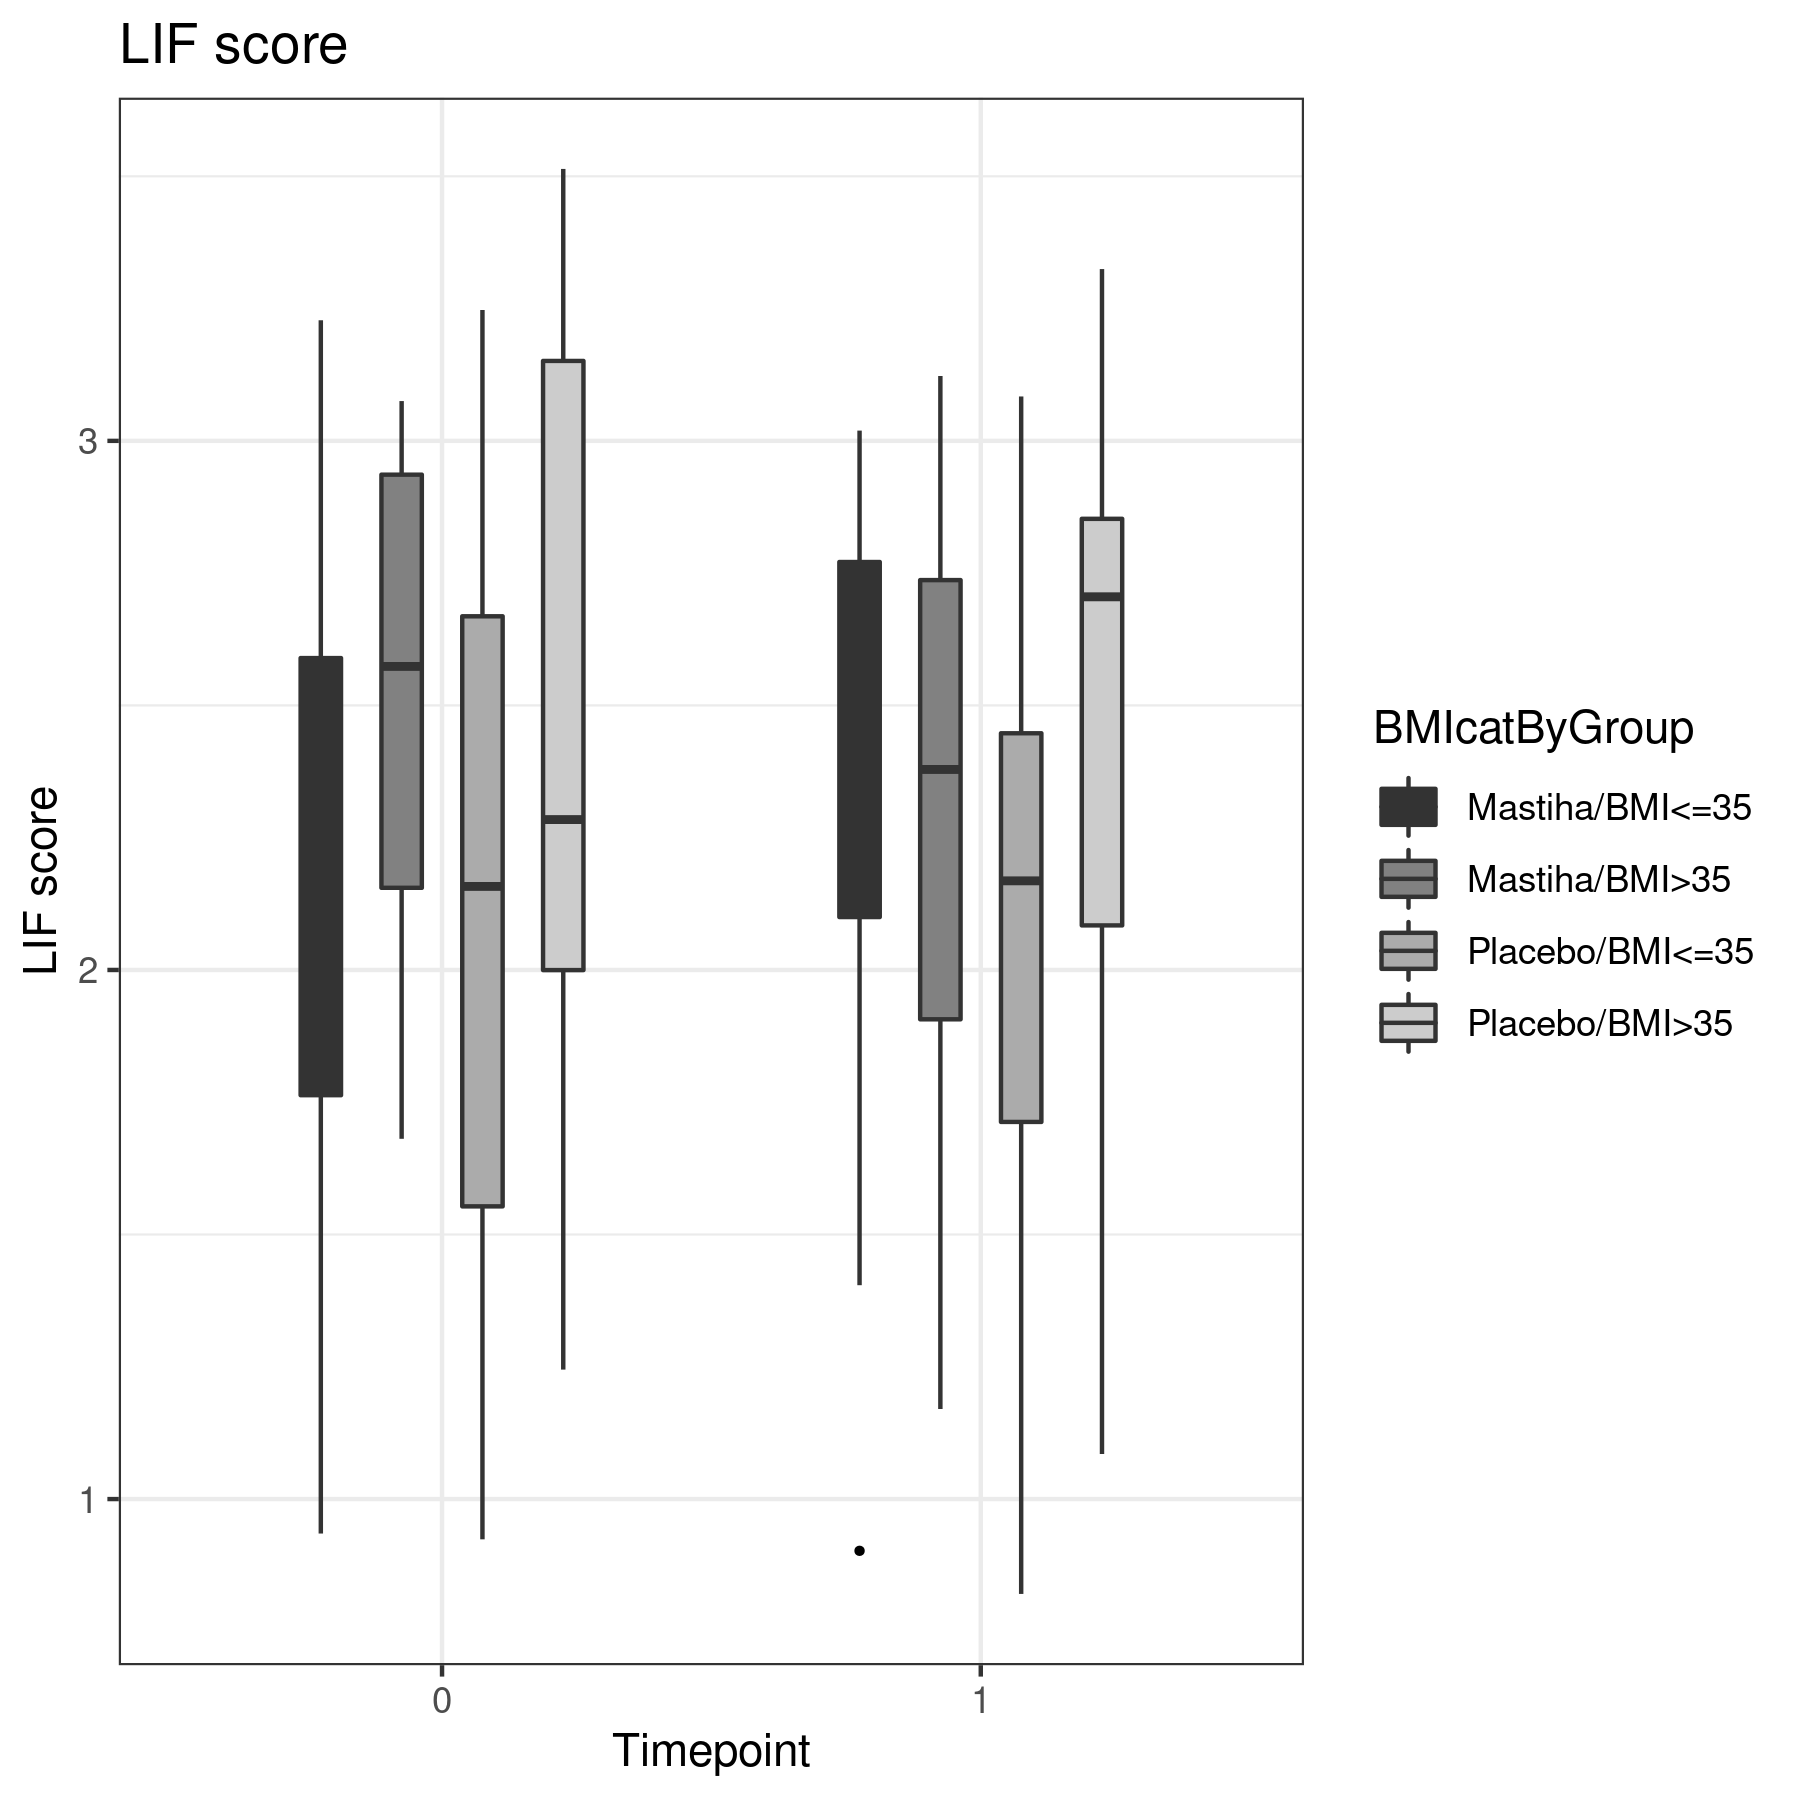 LIF score
LIF score
3
2
1
0
1
Timepoint
BMIcatByGroup
Mastiha/BMI<=35
Mastiha/BMI>35
Placebo/BMI<=35
Placebo/BMI>35